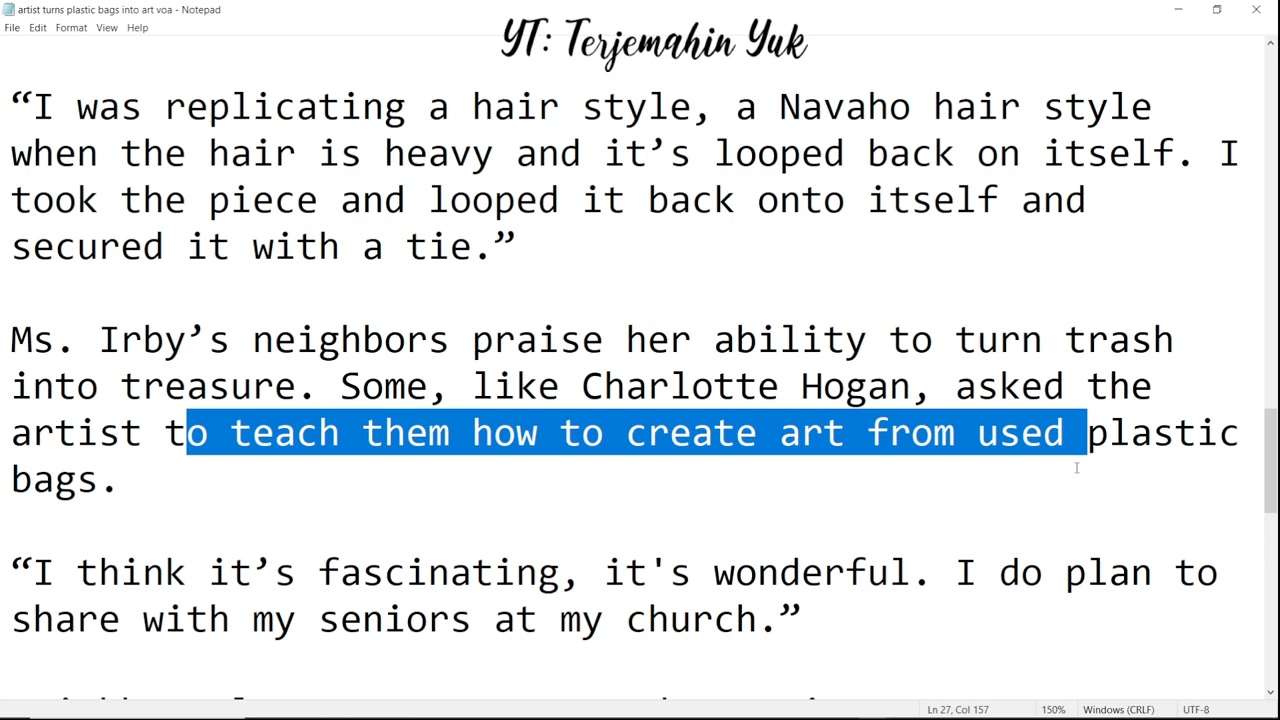 artist turns plastic bags into art voa - Notepad
File Edit Format View Help
YT: Terjemahin Yuk
“I was replicating a hair style, a Navaho hair style
when the hair is heavy and it’s looped back on itself. I
took the piece and looped it back onto itself and
secured it with a tie.”
Ms. Irby’s neighbors praise her ability to turn trash
into treasure. Some, like Charlotte Hogan, asked the
artist to teach them how to create art from used plastic
bags.
“I think it’s fascinating, it's wonderful. I do plan to
share with my seniors at my church.”
Ln 27, Col 157 150% Windows (CRLF) UTF-8